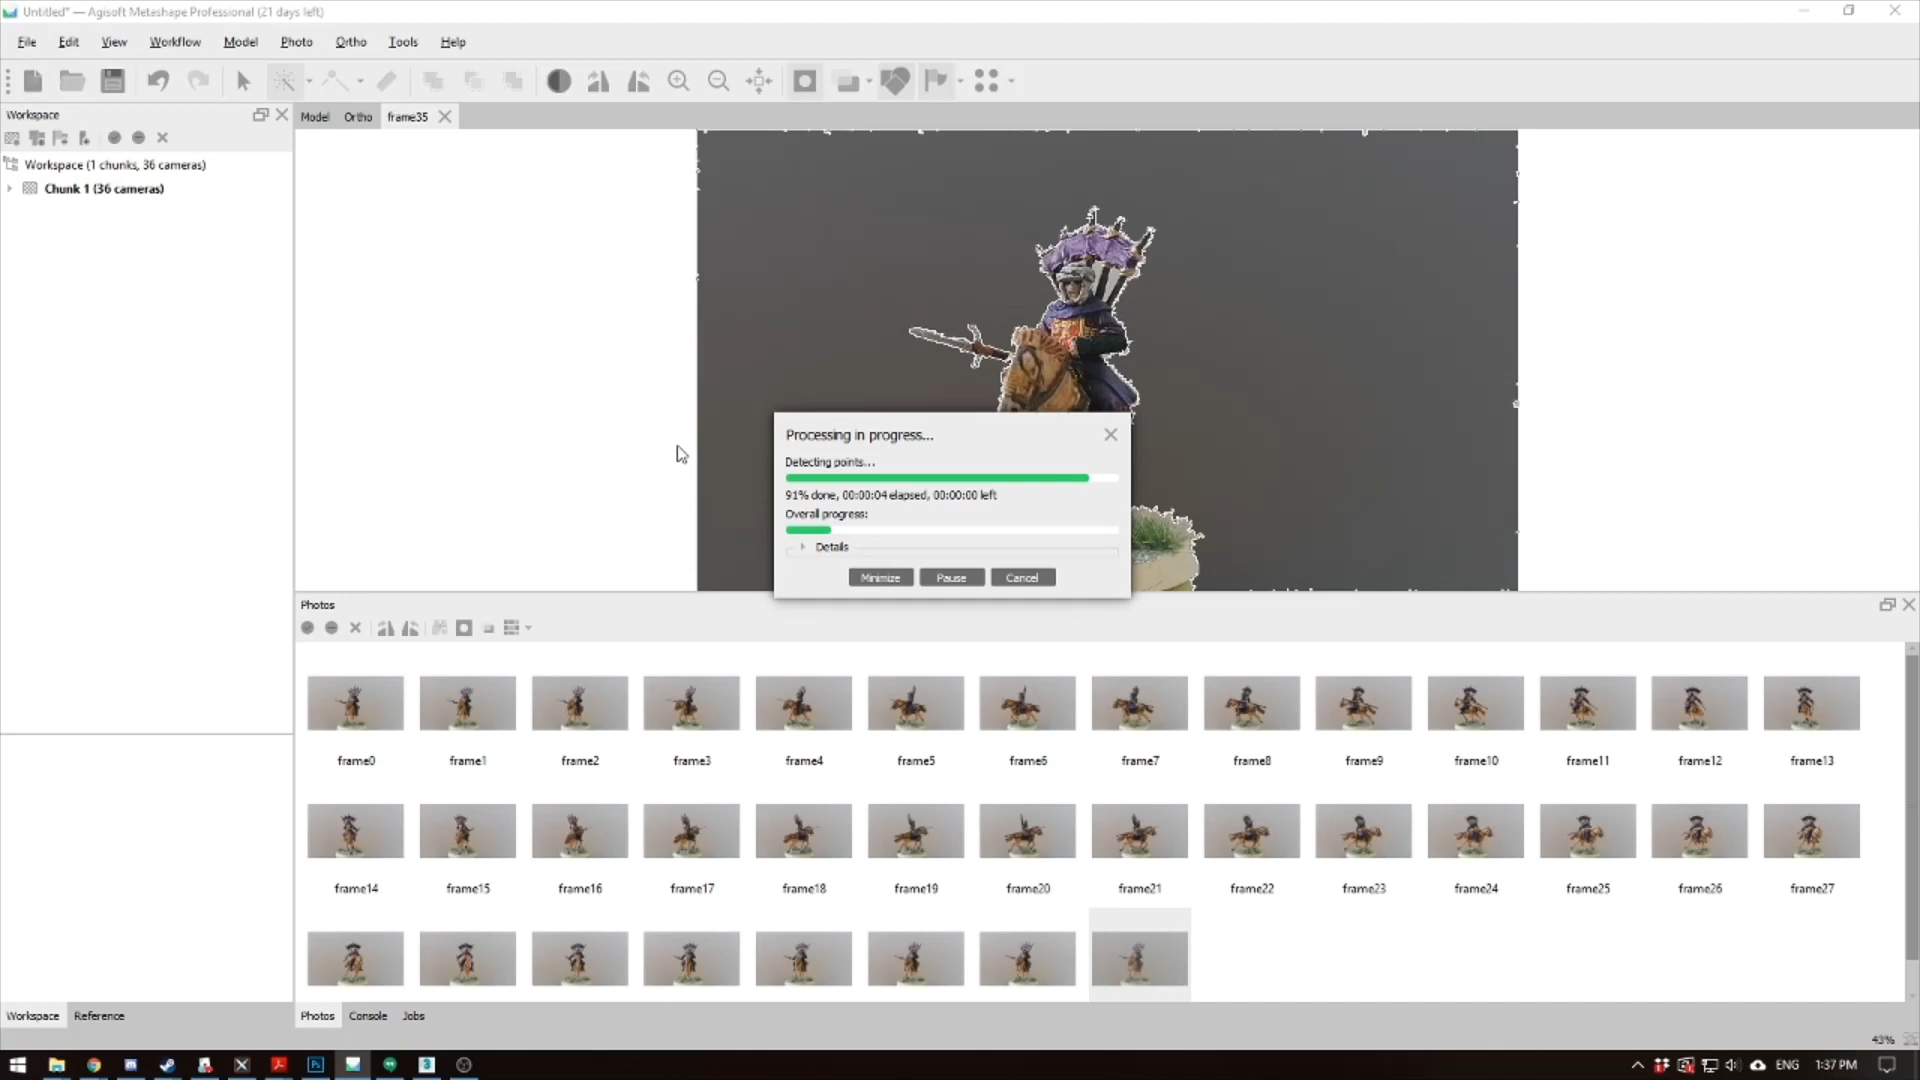 Untitled* — Agisoft Metashape Professional (21 days left)
File Edit View Workflow Model Photo Ortho Tools Help
Workspace
Model Ortho frame35
Workspace (1 chunks, 36 cameras)
Chunk 1 (36 cameras)
Processing in progress...
Detecting points...
91% done, 00:00:04 elapsed, 00:00:00 left
Overall progress:
Details
Minimize Pause Cancel
Photos
frame0 frame1 frame2 frame3 frame4 frame5 frame6 frame7 frame8 frame9 frame10 frame11 frame12 frame13
frame14 frame15 frame16 frame17 frame18 frame19 frame20 frame21 frame22 frame23 frame24 frame25 frame26 frame27
Workspace Reference Photos Console Jobs
43%
Ps 3 ENG 1:37 PM